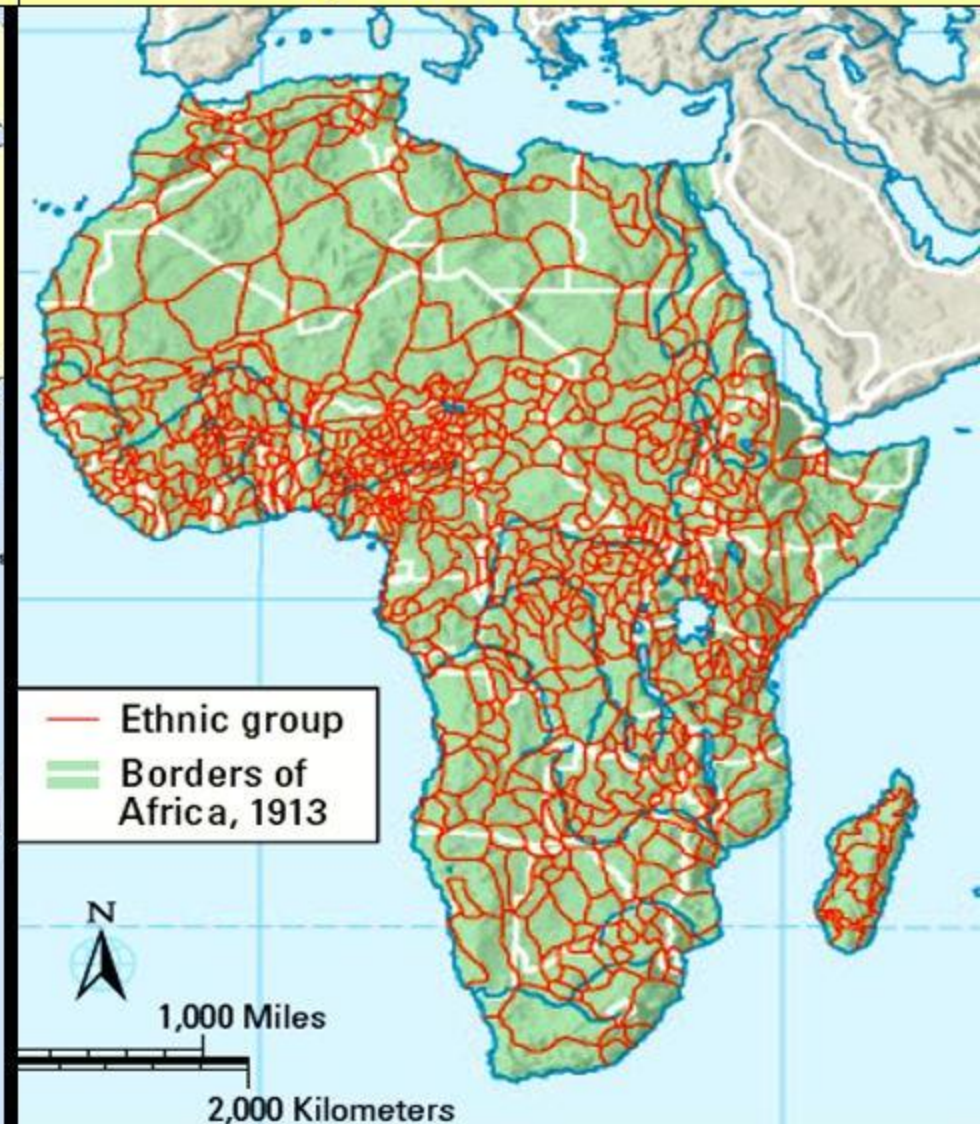 Ethnic group
Borders of
Africa, 1913
N
1,000 Miles
2,000 Kilometers